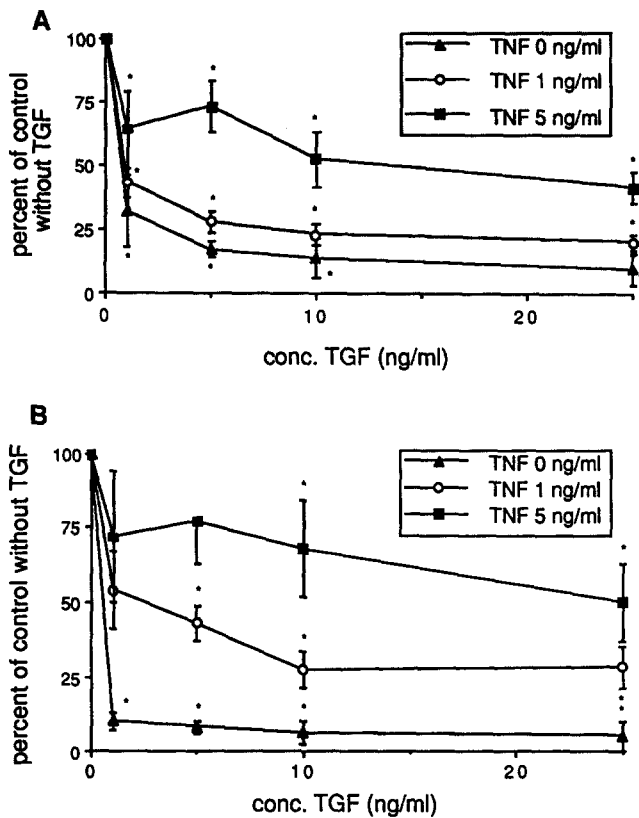 A
percent of control
without TGF
100
75
50
25
0
0
10
20
conc. TGF (ng/ml)
TNF 0 ng/ml
TNF 1 ng/ml
TNF 5 ng/ml
B
percent of control without TGF
100
75
50
25
0
0
10
20
conc. TGF (ng/ml)
TNF 0 ng/ml
TNF 1 ng/ml
TNF 5 ng/ml